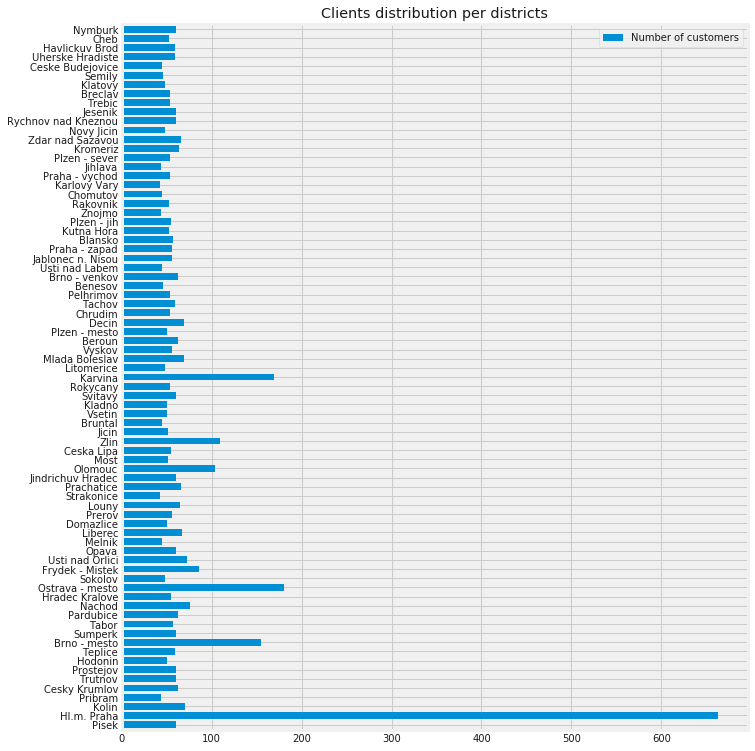 Clients distribution per districts
Number of customers
Nymburk
Cheb
Havlickuv Brod
Uherske Hradiste
Ceske Budejovice
Semily
Klatovy
Breclav
Trebic
Jesenik
Rychnov nad Kneznou
Novy Jicin
Zdar nad Sazavou
Kromeriz
Plzen - sever
Jihlava
Praha - vychod
Karlovy Vary
Chomutov
Rakovnik
Znojmo
Plzen - jih
Kutna Hora
Blansko
Praha - zapad
Jablonec n. Nisou
Usti nad Labem
Brno - venkov
Benesov
Pelhrimov
Tachov
Chrudim
Decin
Plzen - mesto
Beroun
Vyskov
Mlada Boleslav
Litomerice
Karvina
Rokycany
Svitavy
Kladno
Vsetin
Bruntal
Jicin
Zlin
Ceska Lipa
Most
Olomouc
Jindrichuv Hradec
Prachatice
Strakonice
Louny
Prerov
Domazlice
Liberec
Melnik
Opava
Usti nad Orlici
Frydek - Mistek
Sokolov
Ostrava - mesto
Hradec Kralove
Nachod
Pardubice
Tabor
Sumperk
Brno - mesto
Teplice
Hodonin
Prostejov
Trutnov
Cesky Krumlov
Pribram
Kolin
Hl.m. Praha
Pisek
0 100 200 300 400 500 600